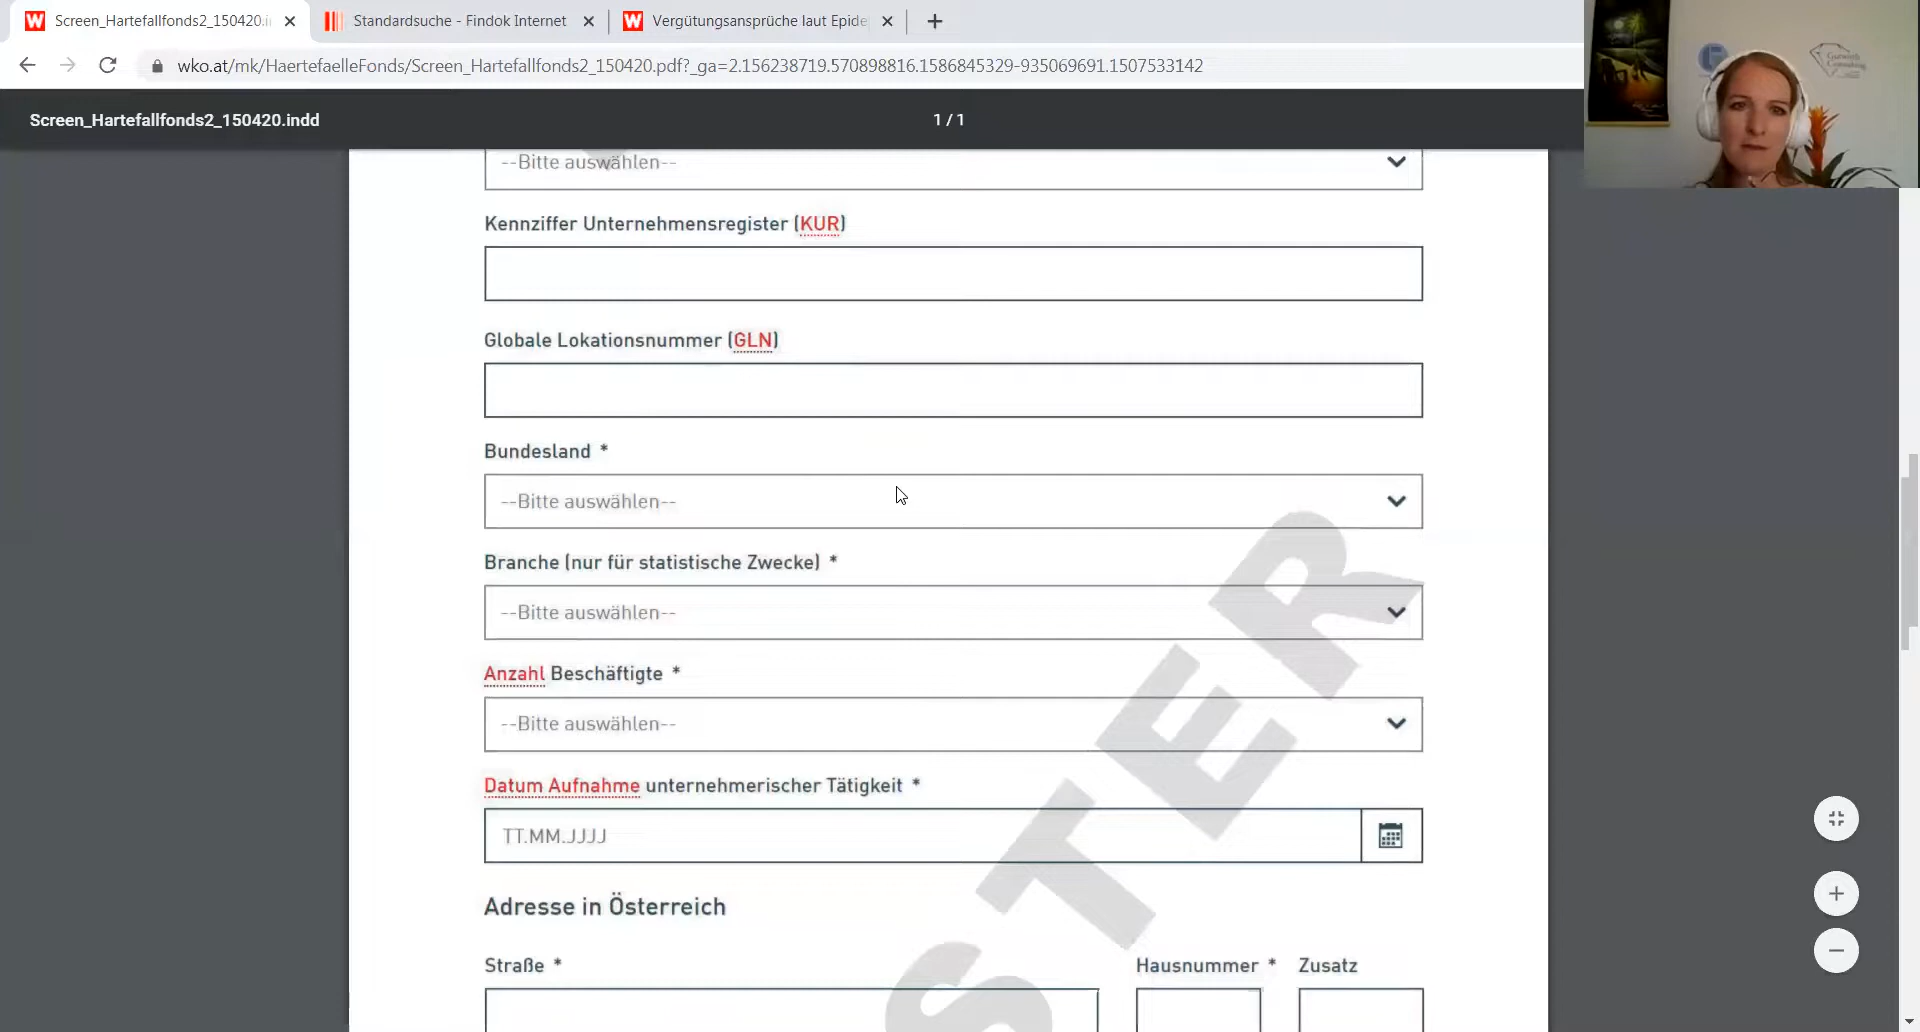 Screen_Hartefallfonds2_150420.i
Standardsuche - Findok Internet
Vergütungsansprüche laut Epide
wko.at/mk/HaertefaelleFonds/Screen_Hartefallfonds2_150420.pdf?_ga=2.156238719.570898816.1586845329-935069691.1507533142
Screen_Hartefallfonds2_150420.indd
1 / 1
--Bitte auswählen--
Kennziffer Unternehmensregister (KUR)
Globale Lokationsnummer (GLN)
Bundesland *
--Bitte auswählen--
Branche (nur für statistische Zwecke) *
--Bitte auswählen--
Anzahl Beschäftigte *
--Bitte auswählen--
Datum Aufnahme unternehmerischer Tätigkeit *
TT.MM.JJJJ
Adresse in Österreich
Straße *
Hausnummer *
Zusatz
STER